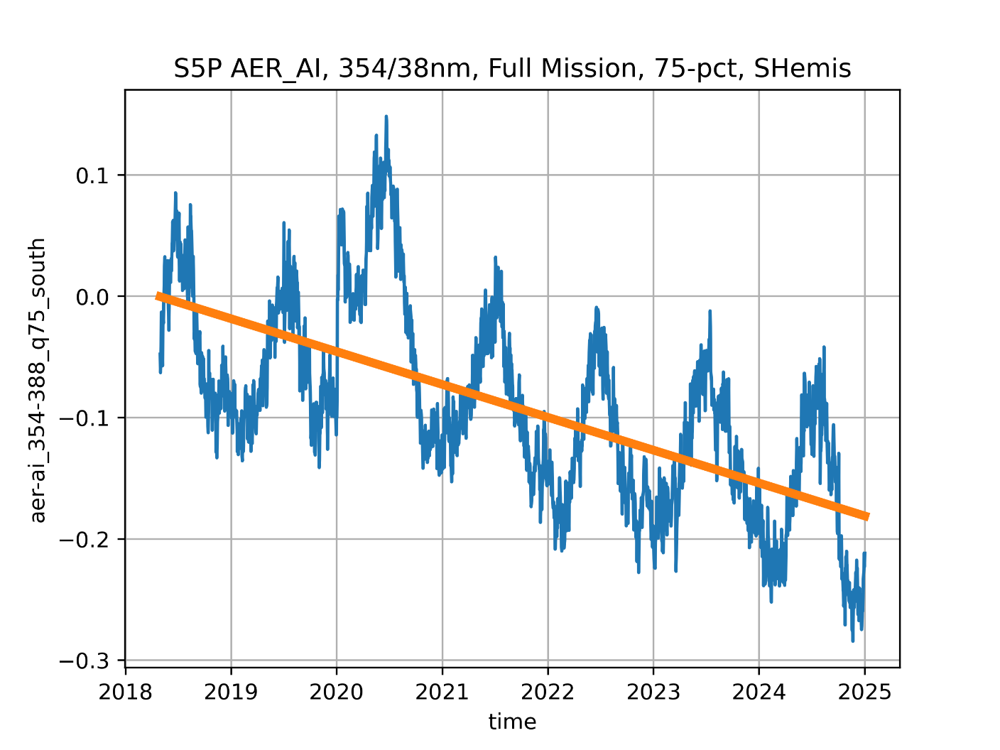 S5P AER_AI, 354/38nm, Full Mission, 75-pct, SHemis
aer-ai_354-388_q75_south
0.1
0.0
−0.1
−0.2
−0.3
2018 2019 2020 2021 2022 2023 2024 2025
time